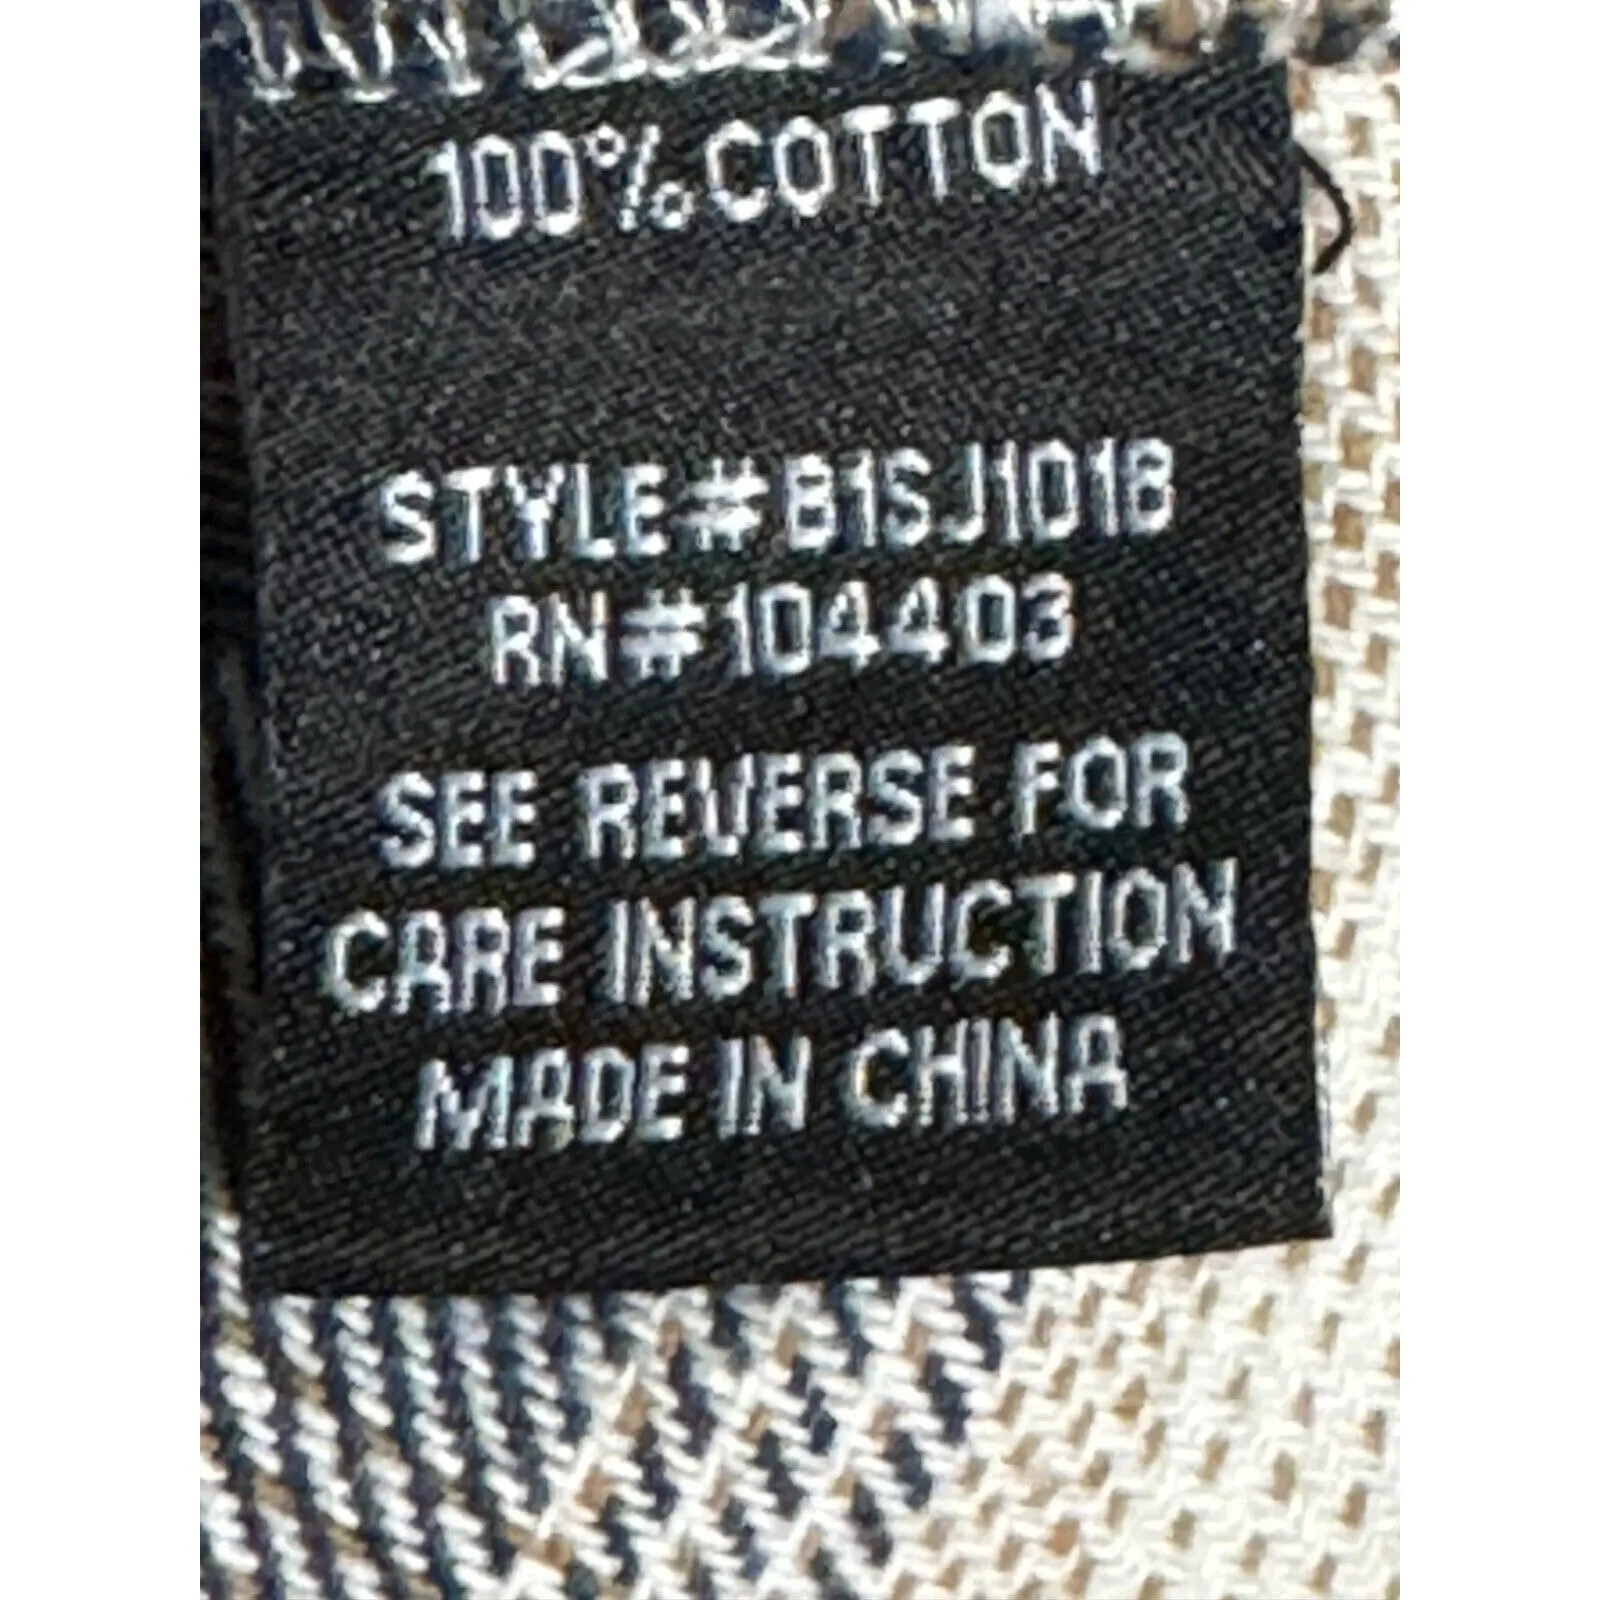 100% COTTON
STYLE#B1SJ1018
RN#104403
SEE REVERSE FOR
CARE INSTRUCTION
MADE IN CHINA